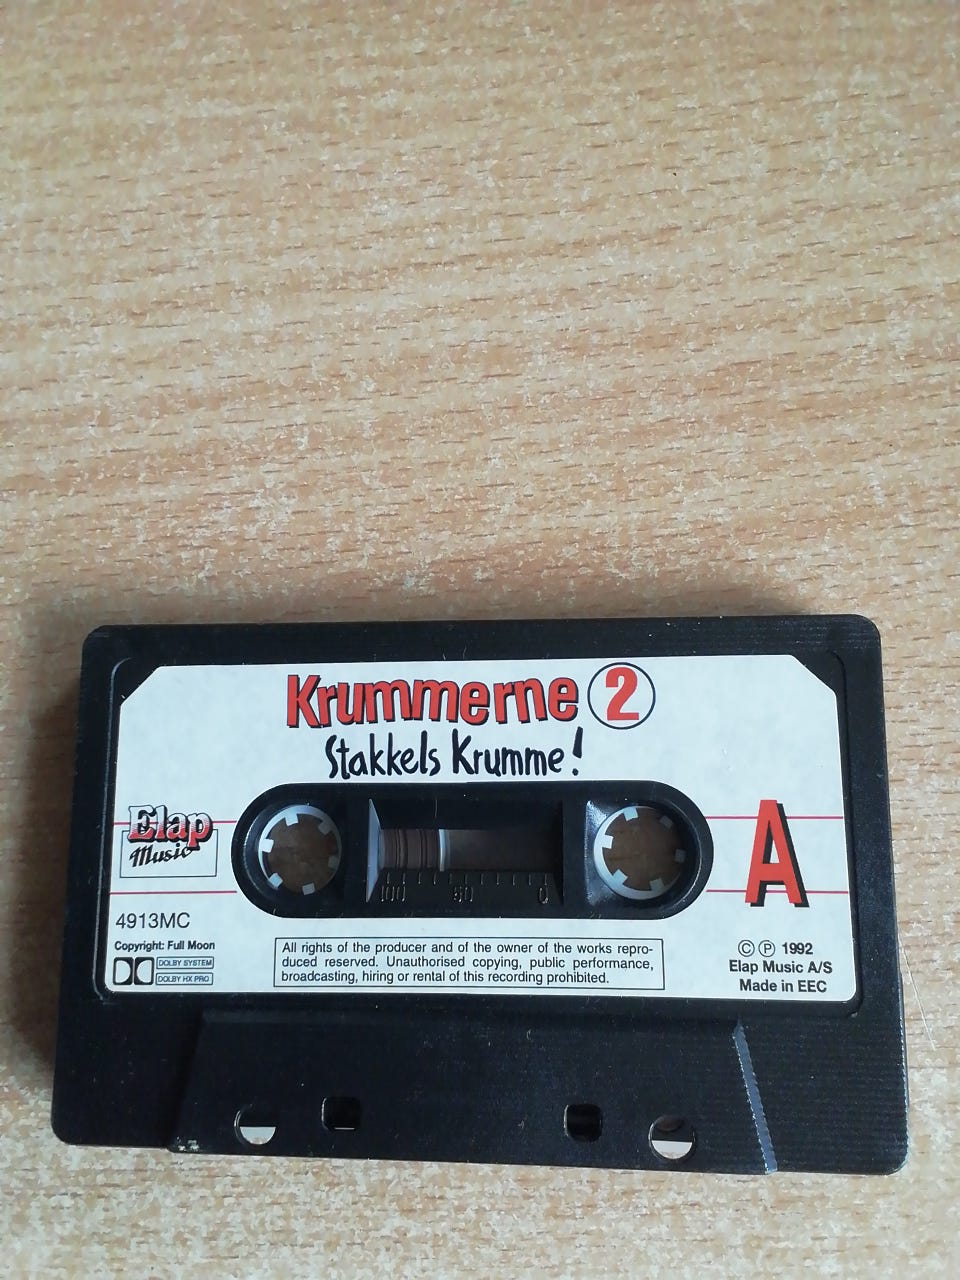 Krummerne 2
Stakkels Krumme!
Elap
Music
A
4913MC
Copyright: Full Moon
DOLBY SYSTEM
DOLBY HX PRO
100 50 0
All rights of the producer and of the owner of the works repro-
duced reserved. Unauthorised copying, public performance,
broadcasting, hiring or rental of this recording prohibited.
© ℗ 1992
Elap Music A/S
Made in EEC